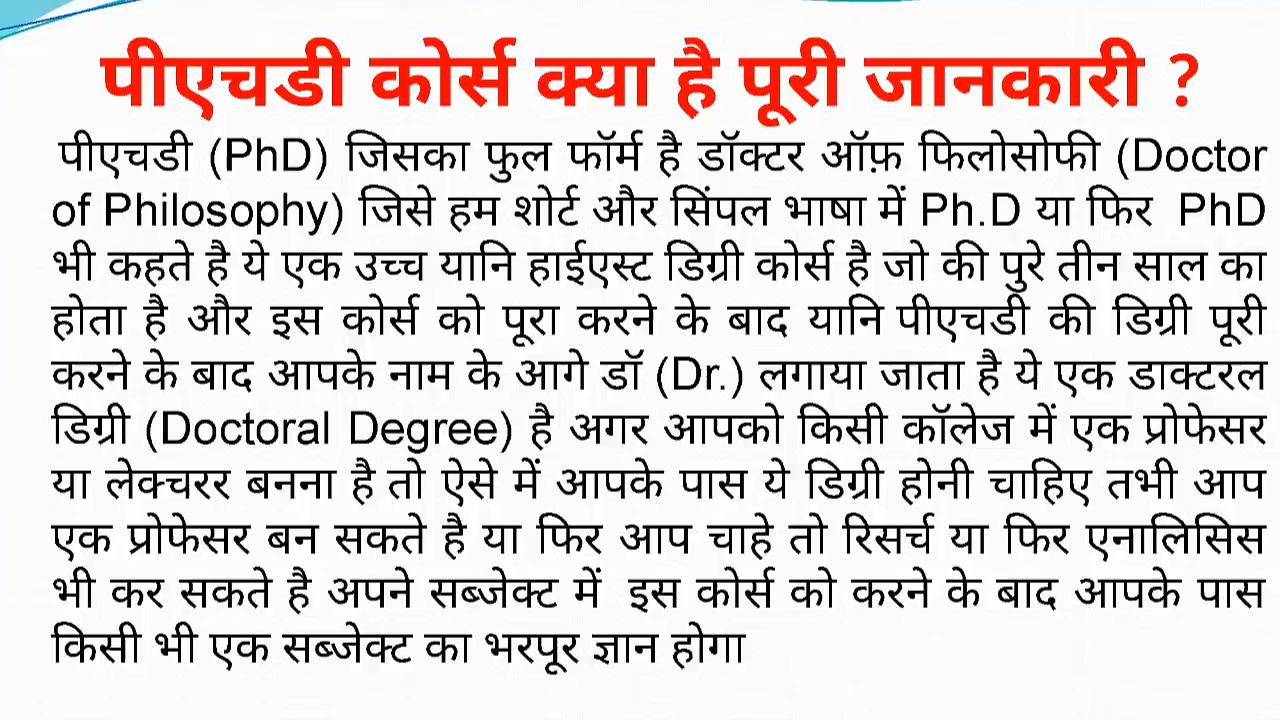 पीएचडी कोर्स क्या है पूरी जानकारी ?
पीएचडी (PhD) जिसका फुल फॉर्म है डॉक्टर ऑफ़ फिलोसोफी (Doctor
of Philosophy) जिसे हम शोर्ट और सिंपल भाषा में Ph.D या फिर PhD
भी कहते है ये एक उच्च यानि हाईएस्ट डिग्री कोर्स है जो की पुरे तीन साल का
होता है और इस कोर्स को पूरा करने के बाद यानि पीएचडी की डिग्री पूरी
करने के बाद आपके नाम के आगे डॉ (Dr.) लगाया जाता है ये एक डाक्टरल
डिग्री (Doctoral Degree) है अगर आपको किसी कॉलेज में एक प्रोफेसर
या लेक्चरर बनना है तो ऐसे में आपके पास ये डिग्री होनी चाहिए तभी आप
एक प्रोफेसर बन सकते है या फिर आप चाहे तो रिसर्च या फिर एनालिसिस
भी कर सकते है अपने सब्जेक्ट में इस कोर्स को करने के बाद आपके पास
किसी भी एक सब्जेक्ट का भरपूर ज्ञान होगा